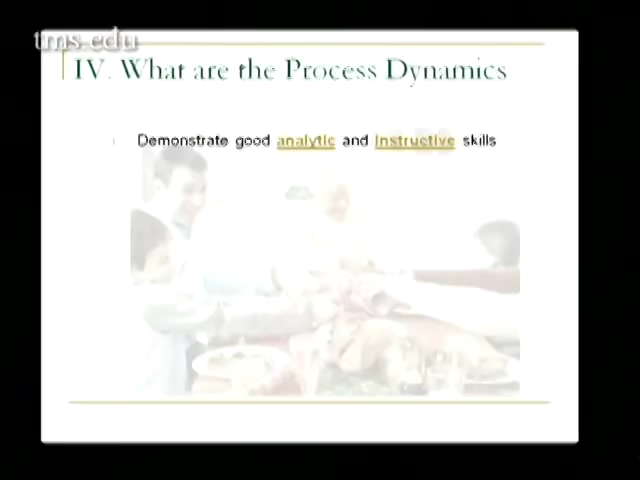 tms.edu
IV. What are the Process Dynamics
Demonstrate good analytic and instructive skills